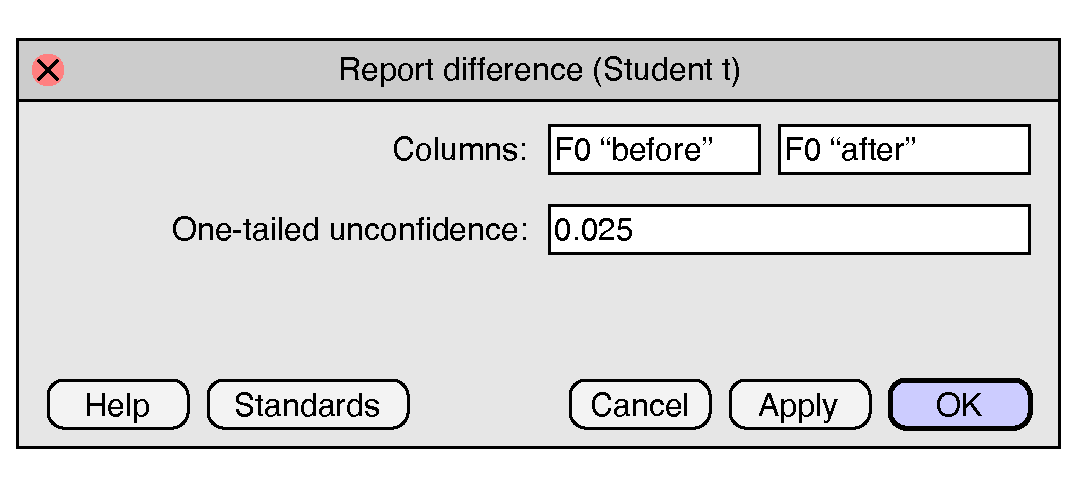 Report difference (Student t)
Columns: F0 “before” F0 “after”
One-tailed unconfidence: 0.025
Help Standards Cancel Apply OK